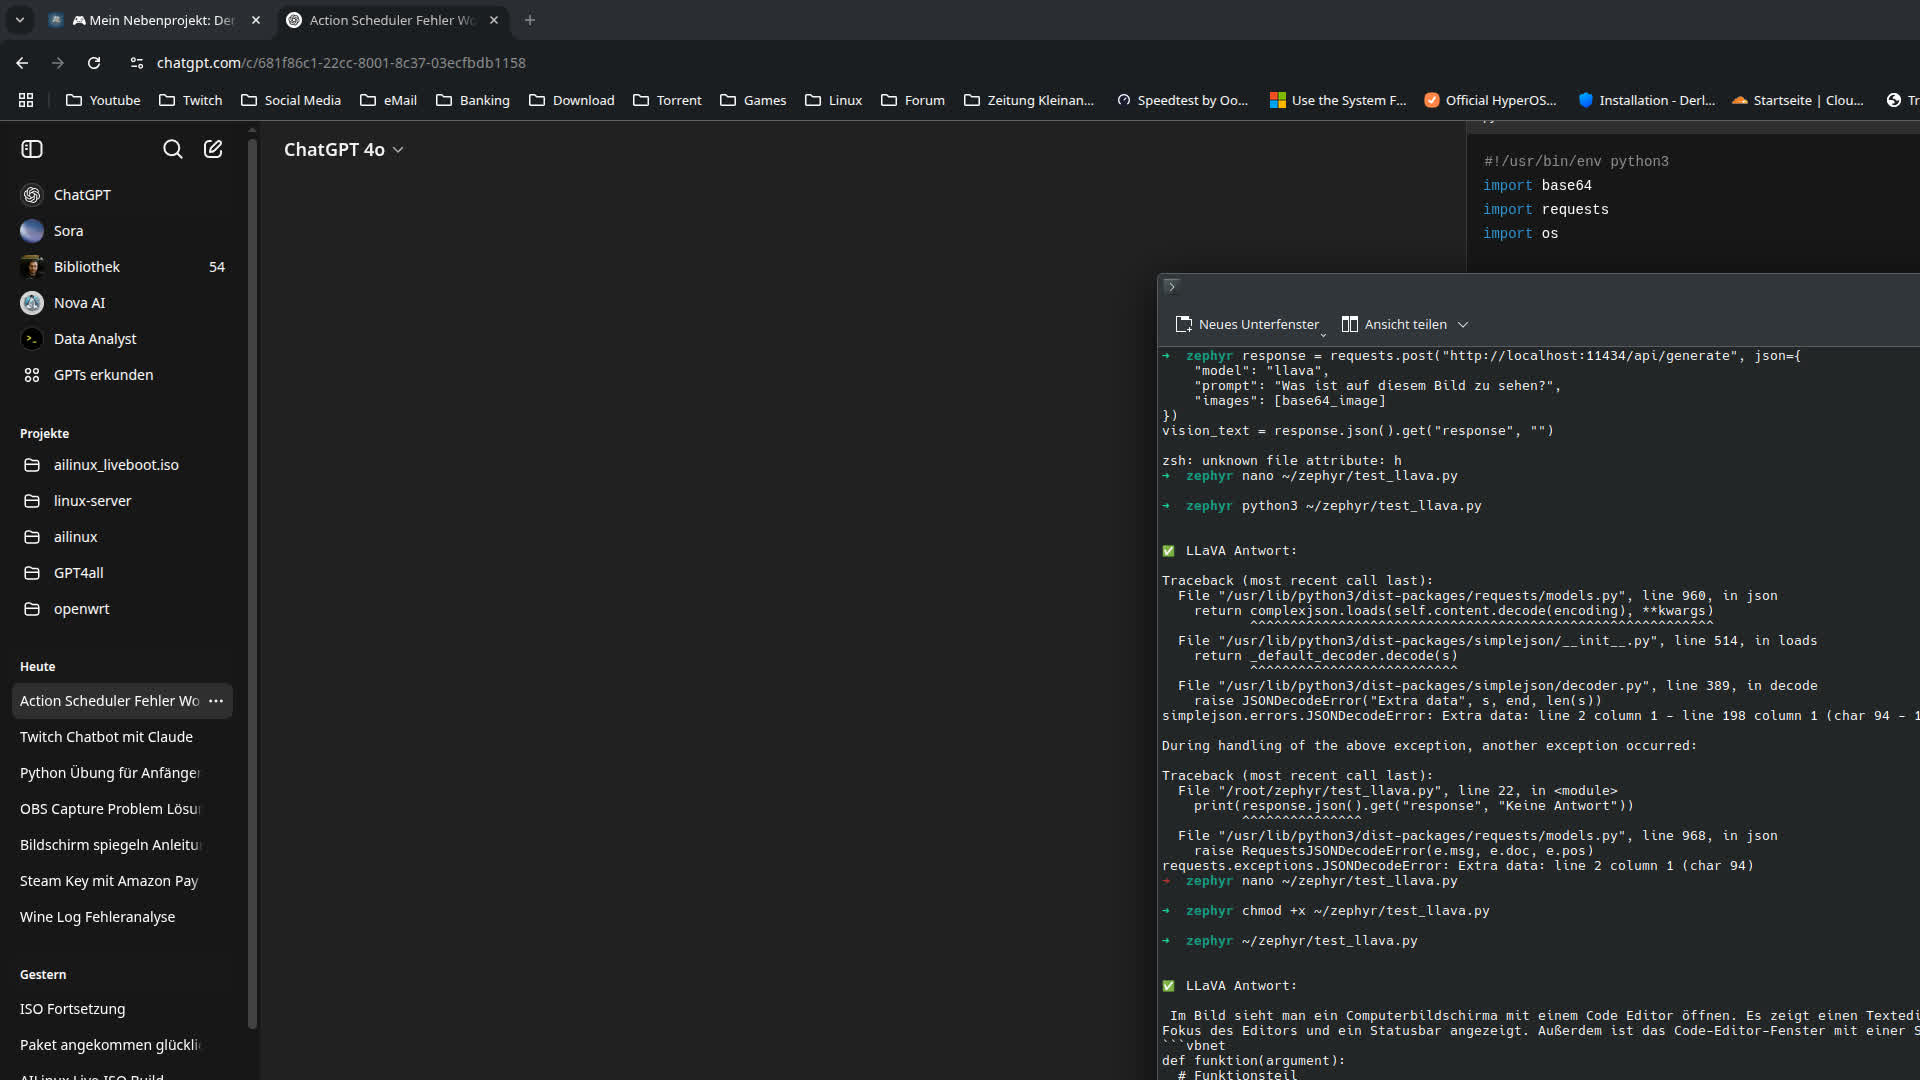 🎮 Mein Nebenprojekt: Der
Action Scheduler Fehler Wo
chatgpt.com/c/681f86c1-22cc-8001-8c37-03ecfbdb1158
Youtube
Twitch
Social Media
eMail
Banking
Download
Torrent
Games
Linux
Forum
Zeitung Kleinan...
Speedtest by Oo...
Use the System F...
Official HyperOS...
Installation - Derl...
Startseite | Clou...
Tr
ChatGPT 4o
ChatGPT
Sora
Bibliothek 54
Nova AI
Data Analyst
GPTs erkunden
Projekte
ailinux_liveboot.iso
linux-server
ailinux
GPT4all
openwrt
Heute
Action Scheduler Fehler Wo
Twitch Chatbot mit Claude
Python Übung für Anfänger
OBS Capture Problem Lösu
Bildschirm spiegeln Anleitu
Steam Key mit Amazon Pay
Wine Log Fehleranalyse
Gestern
ISO Fortsetzung
Paket angekommen glückli
AILinux Live ISO Build
#!/usr/bin/env python3
import base64
import requests
import os
Neues Unterfenster
Ansicht teilen
➜  zephyr response = requests.post("http://localhost:11434/api/generate", json={
    "model": "llava",
    "prompt": "Was ist auf diesem Bild zu sehen?",
    "images": [base64_image]
})
vision_text = response.json().get("response", "")
zsh: unknown file attribute: h
➜  zephyr nano ~/zephyr/test_llava.py
➜  zephyr python3 ~/zephyr/test_llava.py
✅ LLaVA Antwort:
Traceback (most recent call last):
  File "/usr/lib/python3/dist-packages/requests/models.py", line 960, in json
    return complexjson.loads(self.content.decode(encoding), **kwargs)
           ^^^^^^^^^^^^^^^^^^^^^^^^^^^^^^^^^^^^^^^^^^^^^^^^^^^^^^^^^^
  File "/usr/lib/python3/dist-packages/simplejson/__init__.py", line 514, in loads
    return _default_decoder.decode(s)
           ^^^^^^^^^^^^^^^^^^^^^^^^^^
  File "/usr/lib/python3/dist-packages/simplejson/decoder.py", line 389, in decode
    raise JSONDecodeError("Extra data", s, end, len(s))
simplejson.errors.JSONDecodeError: Extra data: line 2 column 1 - line 198 column 1 (char 94 - 1
During handling of the above exception, another exception occurred:
Traceback (most recent call last):
  File "/root/zephyr/test_llava.py", line 22, in <module>
    print(response.json().get("response", "Keine Antwort"))
          ^^^^^^^^^^^^^^^
  File "/usr/lib/python3/dist-packages/requests/models.py", line 968, in json
    raise RequestsJSONDecodeError(e.msg, e.doc, e.pos)
requests.exceptions.JSONDecodeError: Extra data: line 2 column 1 (char 94)
➜  zephyr nano ~/zephyr/test_llava.py
➜  zephyr chmod +x ~/zephyr/test_llava.py
➜  zephyr ~/zephyr/test_llava.py
✅ LLaVA Antwort:
 Im Bild sieht man ein Computerbildschirma mit einem Code Editor öffnen. Es zeigt einen Textedi
Fokus des Editors und ein Statusbar angezeigt. Außerdem ist das Code-Editor-Fenster mit einer S
```vbnet
def funktion(argument):
  # Funktionsteil